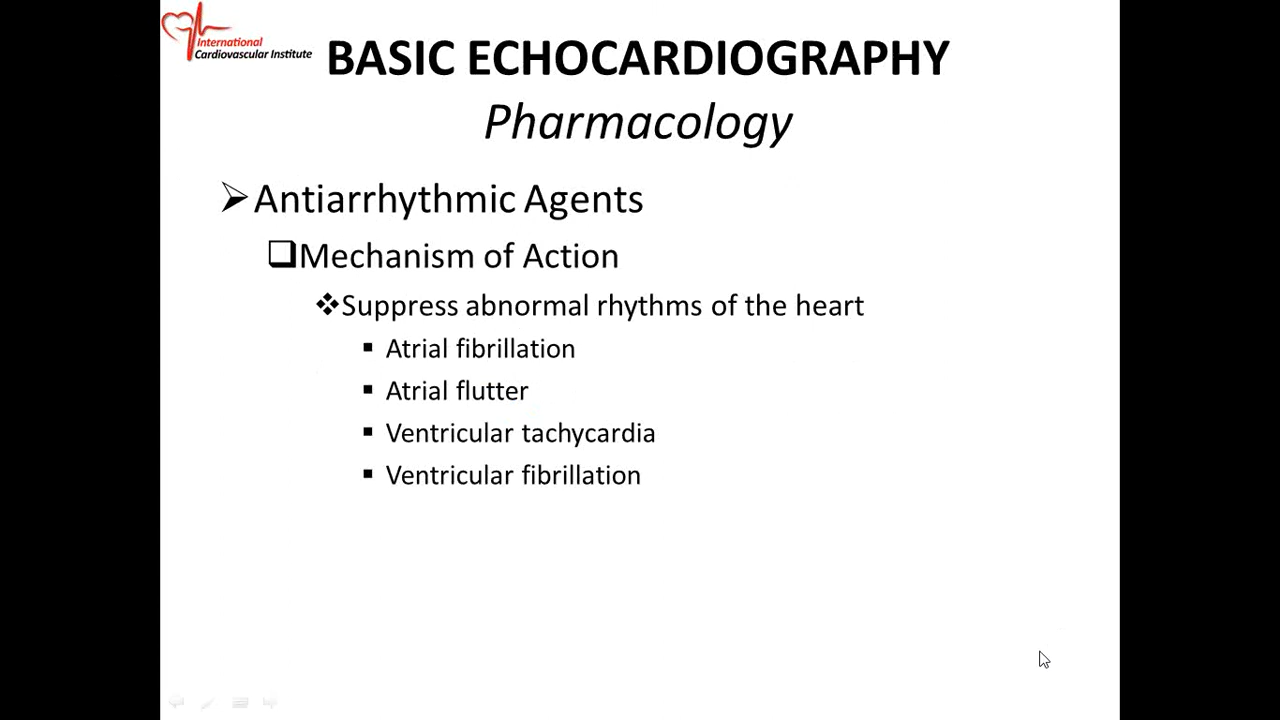 International
Cardiovascular Institute
BASIC ECHOCARDIOGRAPHY
Pharmacology
Antiarrhythmic Agents
Mechanism of Action
Suppress abnormal rhythms of the heart
Atrial fibrillation
Atrial flutter
Ventricular tachycardia
Ventricular fibrillation